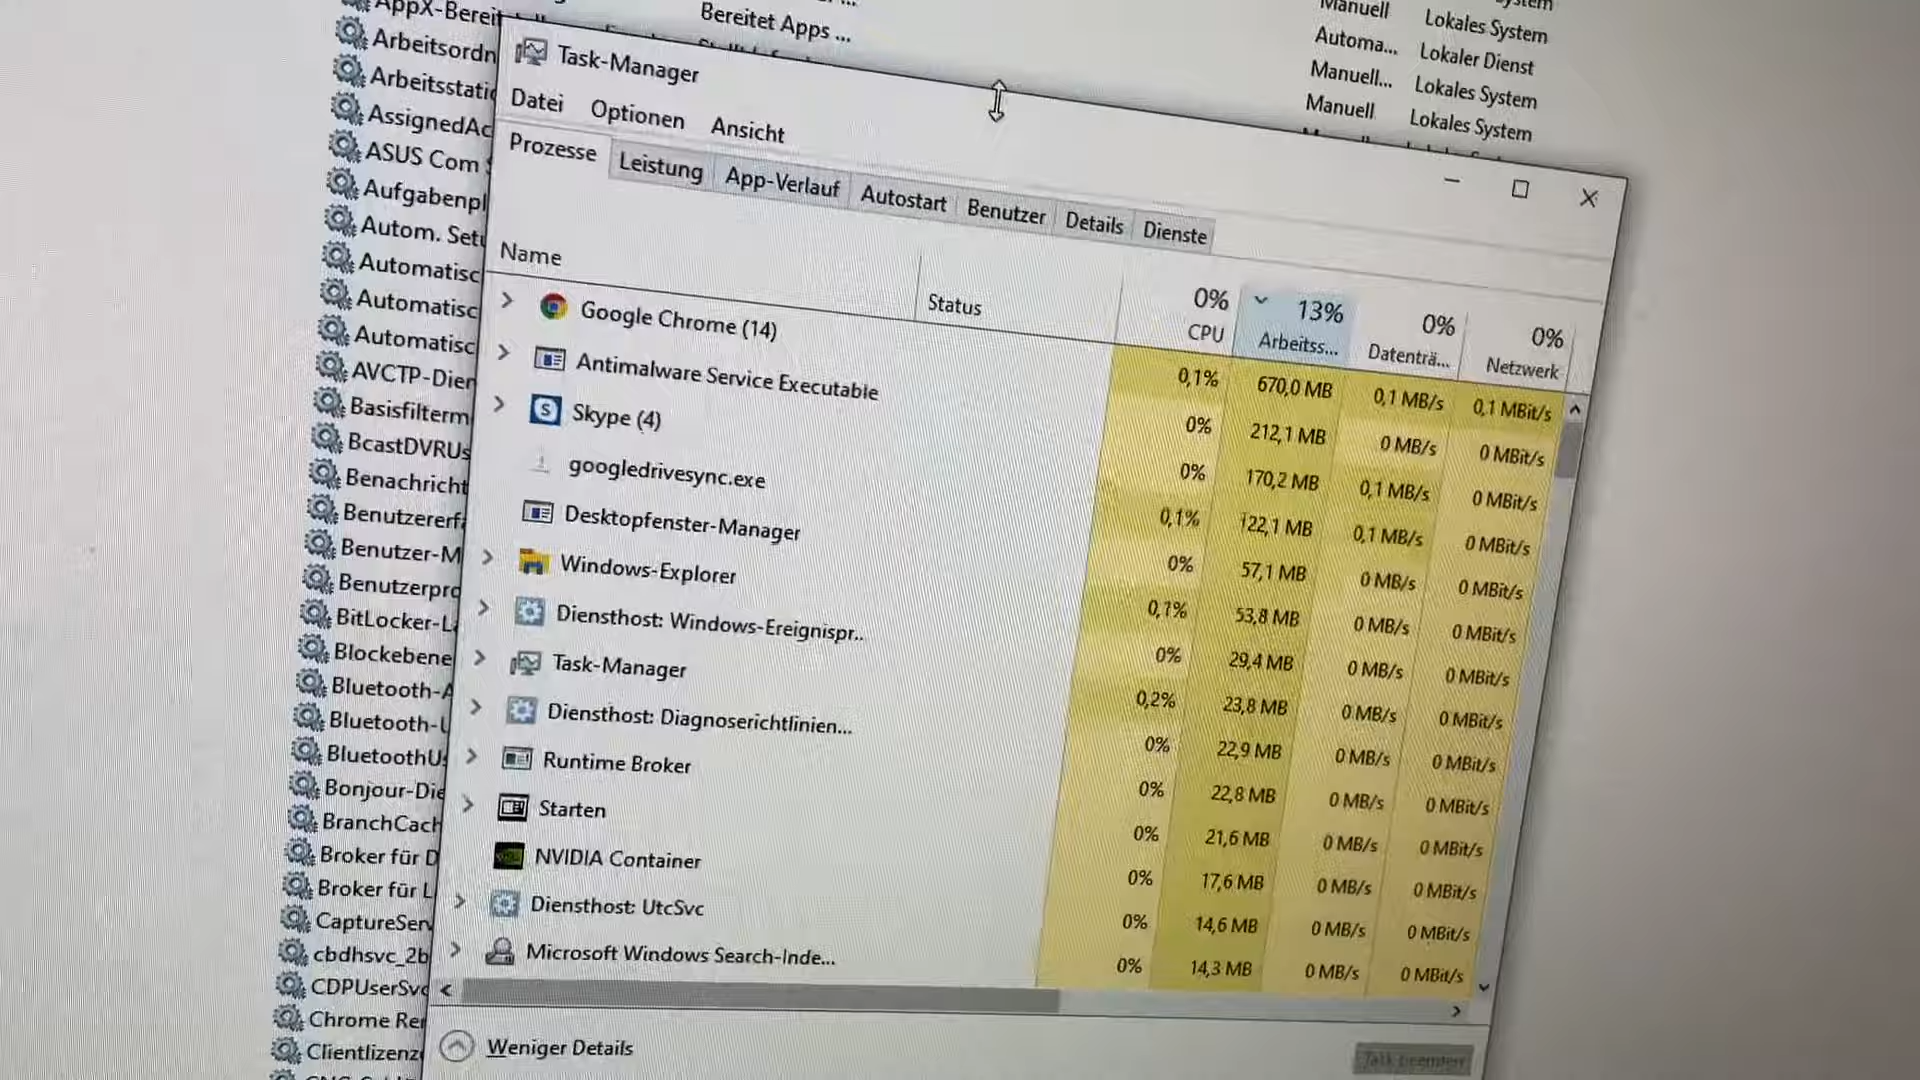 AppX-Bereit
Bereitet Apps ...
Manuell
Lokales System
Arbeitsordn
Automa...
Lokaler Dienst
Arbeitsstatio
Manuell...
Lokales System
AssignedAc
Manuell
Lokales System
ASUS Com S
Aufgabenpl
Autom. Setu
Automatisc
Automatisc
Automatisc
AVCTP-Dien
Basisfilterm
BcastDVRUs
Benachricht
Benutzererfa
Benutzer-M
Benutzerpro
BitLocker-La
Blockebene
Bluetooth-A
Bluetooth-U
BluetoothUs
Bonjour-Die
BranchCach
Broker für D
Broker für L
CaptureServ
cbdhsvc_2b
CDPUserSvc
Chrome Rem
Clientlizenz
Task-Manager
Datei Optionen Ansicht
Prozesse Leistung App-Verlauf Autostart Benutzer Details Dienste
0% 13% 0% 0%
Name Status CPU Arbeitss... Datenträ... Netzwerk
Google Chrome (14) 0,1% 670,0 MB 0,1 MB/s 0,1 MBit/s
Antimalware Service Executable 0% 212,1 MB 0 MB/s 0 MBit/s
Skype (4) 0% 170,2 MB 0,1 MB/s 0 MBit/s
googledrivesync.exe 0,1% 122,1 MB 0,1 MB/s 0 MBit/s
Desktopfenster-Manager 0% 57,1 MB 0 MB/s 0 MBit/s
Windows-Explorer 0,1% 53,8 MB 0 MB/s 0 MBit/s
Diensthost: Windows-Ereignispr... 0% 29,4 MB 0 MB/s 0 MBit/s
Task-Manager 0,2% 23,8 MB 0 MB/s 0 MBit/s
Diensthost: Diagnoserichtlinien... 0% 22,9 MB 0 MB/s 0 MBit/s
Runtime Broker 0% 22,8 MB 0 MB/s 0 MBit/s
Starten 0% 21,6 MB 0 MB/s 0 MBit/s
NVIDIA Container 0% 17,6 MB 0 MB/s 0 MBit/s
Diensthost: UtcSvc 0% 14,6 MB 0 MB/s 0 MBit/s
Microsoft Windows Search-Inde... 0% 14,3 MB 0 MB/s 0 MBit/s
Weniger Details
Task beenden